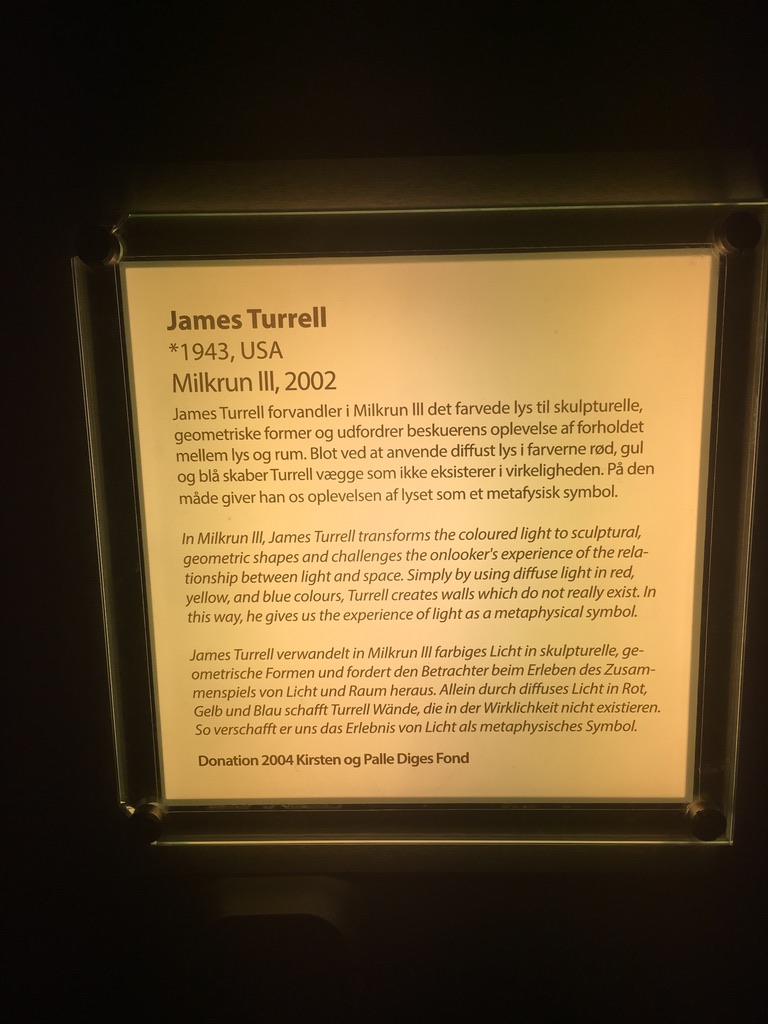 James Turrell
*1943, USA
Milkrun III, 2002
James Turrell forvandler i Milkrun III det farvede lys til skulpturelle,
geometriske former og udfordrer beskuerens oplevelse af forholdet
mellem lys og rum. Blot ved at anvende diffust lys i farverne rød, gul
og blå skaber Turrell vægge som ikke eksisterer i virkeligheden. På den
måde giver han os oplevelsen af lyset som et metafysisk symbol.
In Milkrun III, James Turrell transforms the coloured light to sculptural,
geometric shapes and challenges the onlooker's experience of the rela-
tionship between light and space. Simply by using diffuse light in red,
yellow, and blue colours, Turrell creates walls which do not really exist. In
this way, he gives us the experience of light as a metaphysical symbol.
James Turrell verwandelt in Milkrun III farbiges Licht in skulpturelle, ge-
ometrische Formen und fordert den Betrachter beim Erleben des Zusam-
menspiels von Licht und Raum heraus. Allein durch diffuses Licht in Rot,
Gelb und Blau schafft Turrell Wände, die in der Wirklichkeit nicht existieren.
So verschafft er uns das Erlebnis von Licht als metaphysisches Symbol.
Donation 2004 Kirsten og Palle Diges Fond